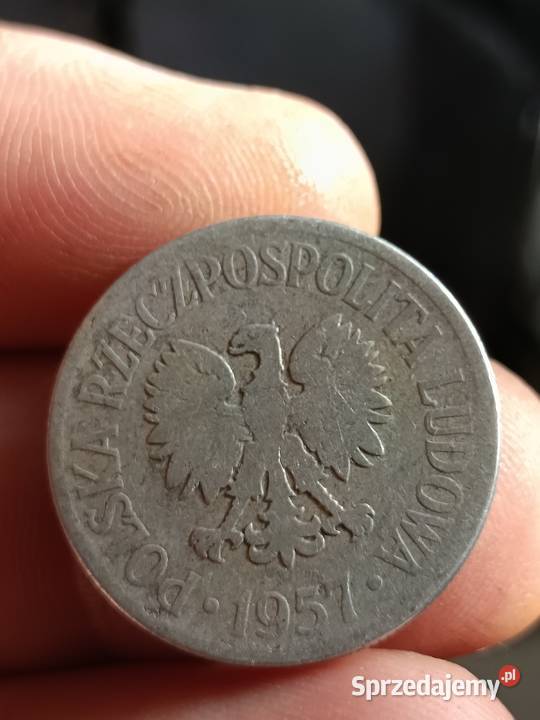 POLSKA RZECZPOSPOLITA LUDOWA
· 1957 ·
Sprzedajemy.pl